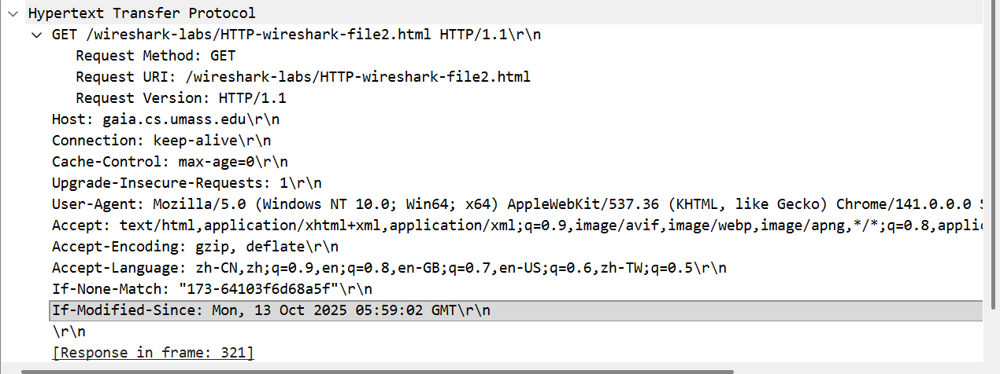 Hypertext Transfer Protocol
GET /wireshark-labs/HTTP-wireshark-file2.html HTTP/1.1\r\n
Request Method: GET
Request URI: /wireshark-labs/HTTP-wireshark-file2.html
Request Version: HTTP/1.1
Host: gaia.cs.umass.edu\r\n
Connection: keep-alive\r\n
Cache-Control: max-age=0\r\n
Upgrade-Insecure-Requests: 1\r\n
User-Agent: Mozilla/5.0 (Windows NT 10.0; Win64; x64) AppleWebKit/537.36 (KHTML, like Gecko) Chrome/141.0.0.0
Accept: text/html,application/xhtml+xml,application/xml;q=0.9,image/avif,image/webp,image/apng,*/*;q=0.8,applic
Accept-Encoding: gzip, deflate\r\n
Accept-Language: zh-CN,zh;q=0.9,en;q=0.8,en-GB;q=0.7,en-US;q=0.6,zh-TW;q=0.5\r\n
If-None-Match: "173-64103f6d68a5f"\r\n
If-Modified-Since: Mon, 13 Oct 2025 05:59:02 GMT\r\n
\r\n
[Response in frame: 321]